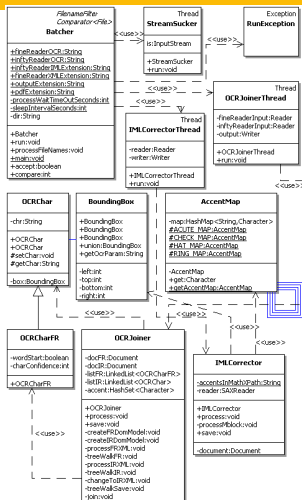 FilenameFilter
Comparator<File>
Batcher
+fineReaderOCR:String
+inftyReaderOCR:String
+inftyReaderIMLExtension:String
+fineReaderXMLExtension:String
+outputExtension:String
+pdfExtension:String
-processWaitTimeOutSeconds:int
-sleepIntervalSeconds:int
-dir:String
+Batcher
+run:void
+processFileNames:void
+main:void
+accept:boolean
+compare:int
<<use>>
Thread
StreamSucker
is:InputStream
+StreamSucker
+run:void
Exception
RunException
<<use>>
<<use>>
<<use>>
Thread
IMLCorrectorThread
-reader:Reader
-writer:Writer
+IMLCorrectorThread
+run:void
Thread
OCRJoinerThread
-fineReaderInput:Reader
-inftyReaderInput:Reader
-output:Writer
+OCRJoinerThread
+run:void
<<use>>
OCRChar
-chr:String
+OCRChar
+OCRChar
#setChar:void
#getChar:String
-box:BoundingBox
BoundingBox
+BoundingBox
+BoundingBox
+BoundingBox
+union:BoundingBox
+getOcrParam:String
-left:int
-top:int
-bottom:int
-right:int
AccentMap
-map:HashMap<String,Character>
#ACUTE_MAP:AccentMap
#CHECK_MAP:AccentMap
#HAT_MAP:AccentMap
#RING_MAP:AccentMap
-AccentMap
+get:Character
+getAccentMap:AccentMap
<<use>>
<<use>>
<<use>>
OCRCharFR
-wordStart:boolean
-charConfidence:int
+OCRCharFR
<<use>>
OCRJoiner
-docFR:Document
-docIR:Document
-listFR:LinkedList<OCRCharFR>
-listIR:LinkedList<OCRChar>
-accent:HashSet<Character>
+OCRJoiner
+process:void
+save:void
-createFRDomModel:void
-createIRDomModel:void
-processFRXML:void
-treeWalkFR:void
-processIRXML:void
-treeWalkIR:void
-changeToIRXML:void
-treeWalkSave:void
-join:void
IMLCorrector
-accentsInMathXPath:String
-reader:SAXReader
+IMLCorrector
+process:void
-processMblock:void
+save:void
-document:Document